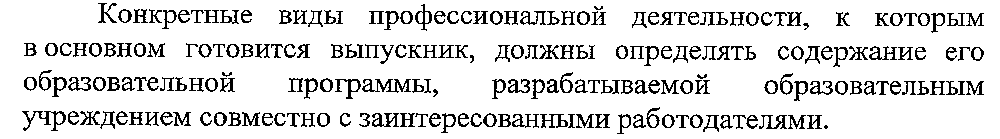 Конкретные виды профессиональной деятельности, к которым
в основном готовится выпускник, должны определять содержание его
образовательной программы, разрабатываемой образовательным
учреждением совместно с заинтересованными работодателями.